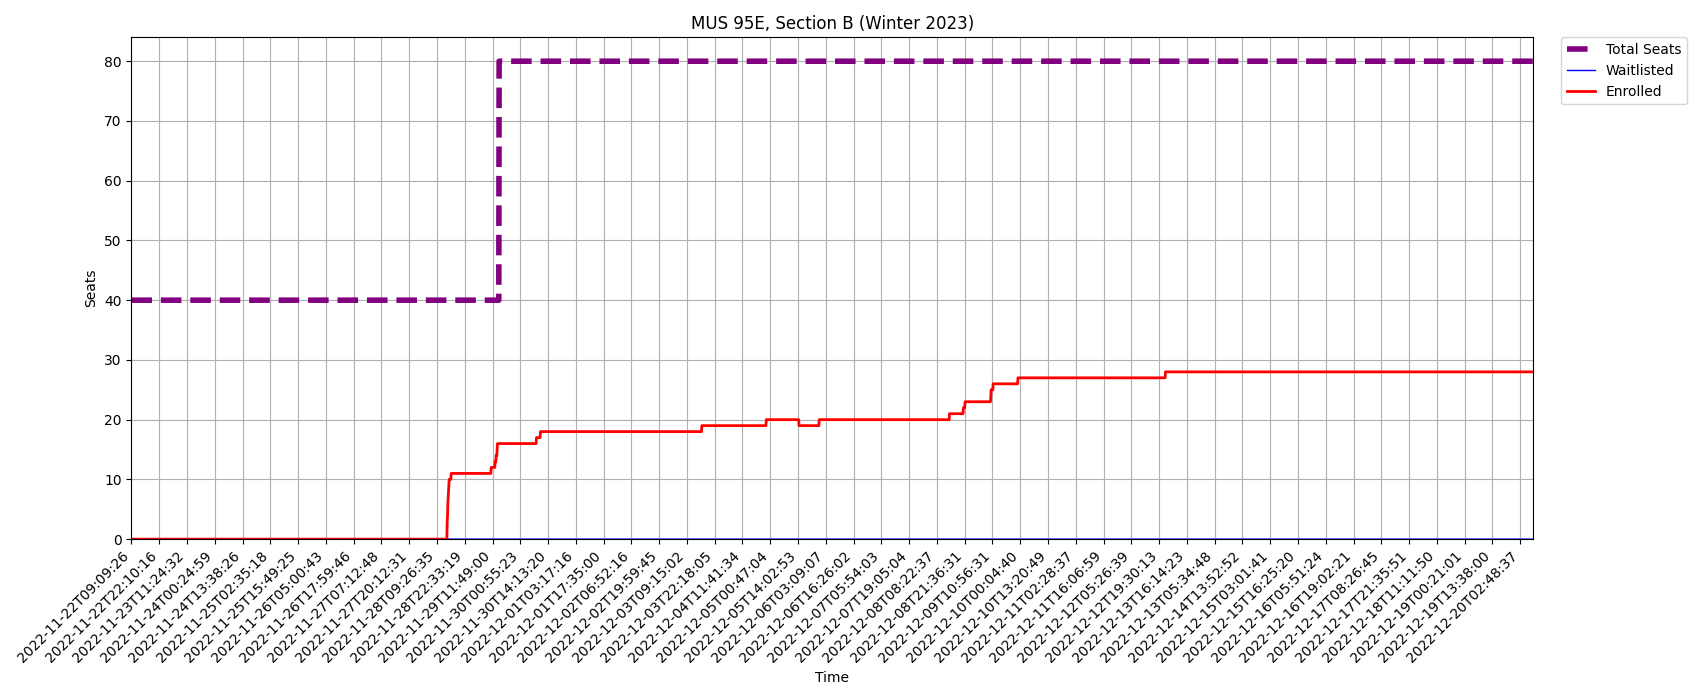 MUS 95E, Section B (Winter 2023)
Total Seats
Waitlisted
Enrolled
80
70
60
50
40
30
20
10
0
Seats
2022-11-22T09:09:26
2022-11-22T22:10:16
2022-11-23T11:24:32
2022-11-24T00:24:59
2022-11-24T13:38:26
2022-11-25T02:35:18
2022-11-25T15:49:25
2022-11-26T05:00:43
2022-11-26T17:59:46
2022-11-27T07:12:48
2022-11-27T20:12:31
2022-11-28T09:26:35
2022-11-28T22:33:19
2022-11-29T11:49:00
2022-11-30T00:55:23
2022-11-30T14:13:20
2022-12-01T03:17:16
2022-12-01T17:35:00
2022-12-02T06:52:16
2022-12-02T19:59:45
2022-12-03T09:15:02
2022-12-03T22:18:05
2022-12-04T11:41:34
2022-12-05T00:47:04
2022-12-05T14:02:53
2022-12-06T03:09:07
2022-12-06T16:26:02
2022-12-07T05:54:03
2022-12-07T19:05:04
2022-12-08T08:22:37
2022-12-08T21:36:31
2022-12-09T10:56:31
2022-12-10T00:04:40
2022-12-10T13:20:49
2022-12-11T02:28:37
2022-12-11T16:06:59
2022-12-12T05:26:39
2022-12-12T19:30:13
2022-12-13T16:14:23
2022-12-14T05:34:48
2022-12-14T13:52:52
2022-12-15T03:01:41
2022-12-15T16:25:20
2022-12-16T05:51:24
2022-12-16T19:02:21
2022-12-17T08:26:45
2022-12-17T21:35:51
2022-12-18T11:11:50
2022-12-19T00:21:01
2022-12-19T13:38:00
2022-12-20T02:48:37
Time